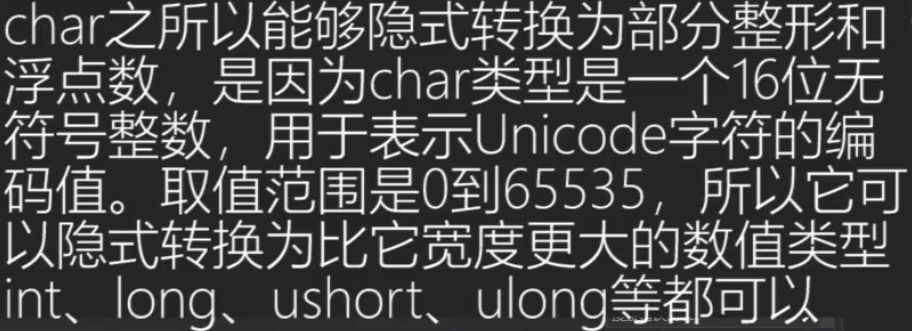 char之所以能够隐式转换为部分整形和
浮点数，是因为char类型是一个16位无
符号整数，用于表示Unicode字符的编
码值。取值范围是0到65535，所以它可
以隐式转换为比它宽度更大的数值类型
int、long、ushort、ulong等都可以